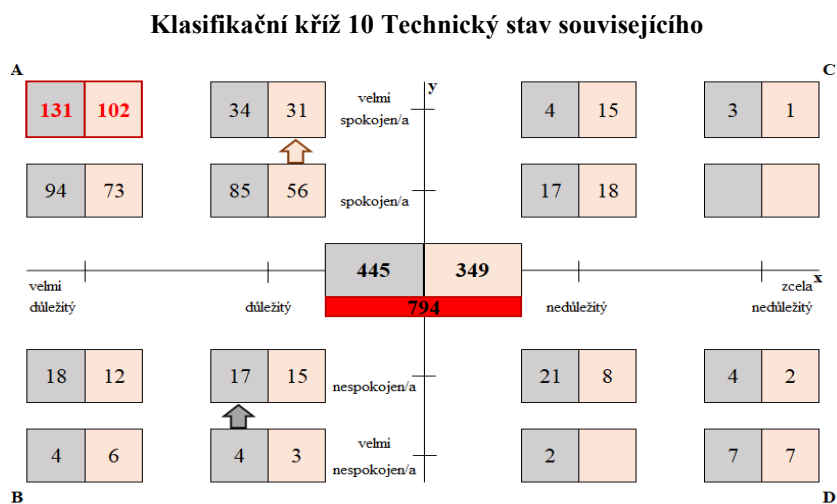 Klasifikační kříž 10 Technický stav souvisejícího
A
C
y
131 102
34 31
velmi
spokojen/a
4 15
3 1
94 73
85 56
spokojen/a
17 18
445 349
794
velmi
důležitý
důležitý
nedůležitý
zcela
nedůležitý
x
18 12
17 15
nespokojen/a
21 8
4 2
4 6
4 3
velmi
nespokojen/a
2
7 7
B
D